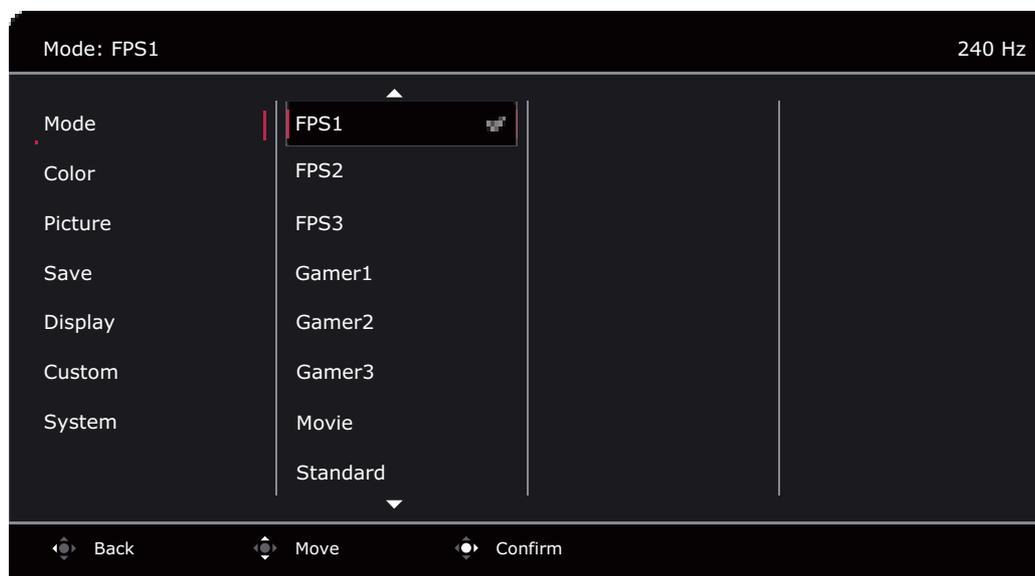 Mode: FPS1 240 Hz
Mode
Color
Picture
Save
Display
Custom
System
FPS1
FPS2
FPS3
Gamer1
Gamer2
Gamer3
Movie
Standard
Back Move Confirm